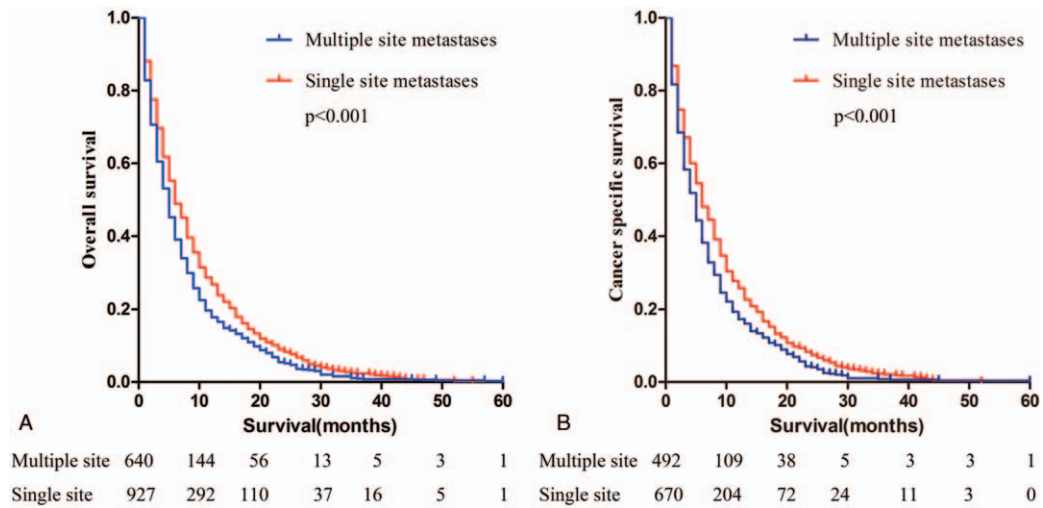 1.0
0.8
0.6
0.4
0.2
0.0
Overall survival
Multiple site metastases
Single site metastases
p<0.001
0 10 20 30 40 50 60
Survival(months)
A
Multiple site 640 144 56 13 5 3 1
Single site 927 292 110 37 16 5 1
1.0
0.8
0.6
0.4
0.2
0.0
Cancer specific survival
Multiple site metastases
Single site metastases
p<0.001
0 10 20 30 40 50 60
Survival(months)
B
Multiple site 492 109 38 5 3 3 1
Single site 670 204 72 24 11 3 0